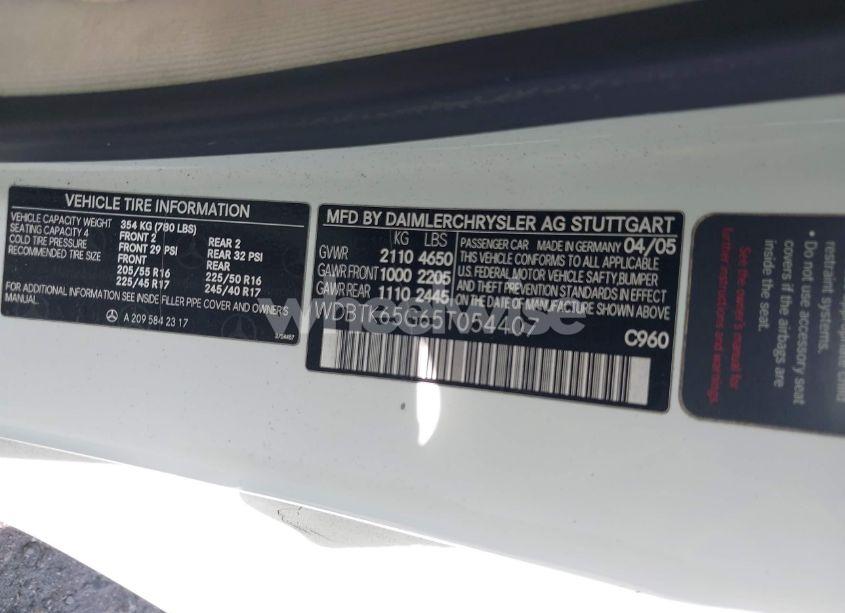 VEHICLE TIRE INFORMATION
VEHICLE CAPACITY WEIGHT 354 KG (780 LBS)
SEATING CAPACITY 4 FRONT 2 REAR 2
COLD TIRE PRESSURE FRONT 29 PSI REAR 32 PSI
RECOMMENDED TIRE SIZE FRONT REAR
205/55 R16 225/50 R16
225/45 R17 245/40 R17
FOR ADDITIONAL INFORMATION SEE INSIDE FILLER PIPE COVER AND OWNER'S
MANUAL.
A 209 584 23 17
MFD BY DAIMLERCHRYSLER AG STUTTGART
KG LBS
GVWR 2110 4650
GAWR FRONT 1000 2205
GAWR REAR 1110 2445
PASSENGER CAR MADE IN GERMANY 04/05
THIS VEHICLE CONFORMS TO ALL APPLICABLE
U.S. FEDERAL MOTOR VEHICLE SAFTY, BUMPER
AND THEFT PREVENTION STANDARDS IN EFFECT
ON THE DATE OF MANUFACTURE SHOWN ABOVE
WDBTK65G65T054407
C960
See the owner's manual for
further instructions and warnings.
restraint systems.
• Do not use accessory seat
covers if the airbags are
inside the seat.